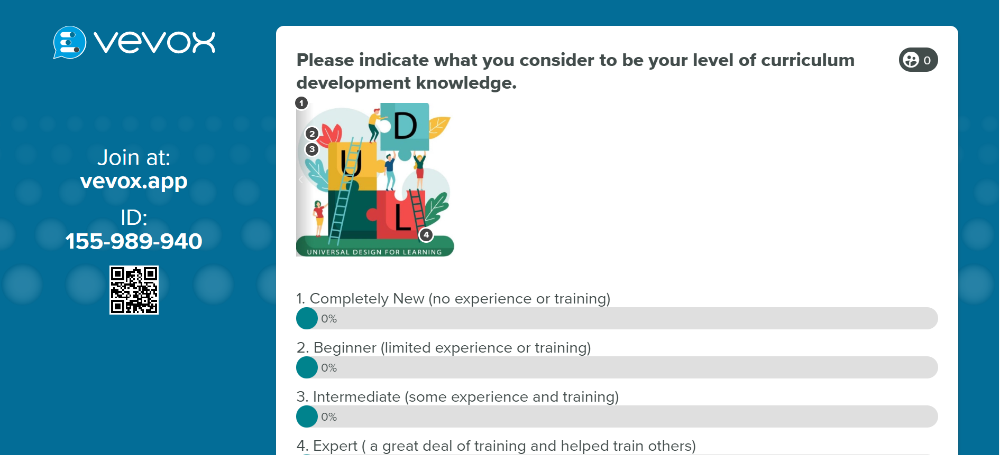 vevox
Join at:
vevox.app
ID:
155-989-940
Please indicate what you consider to be your level of curriculum
development knowledge.
0
1
2
3
4
D
U
L
UNIVERSAL DESIGN FOR LEARNING
1. Completely New (no experience or training)
0%
2. Beginner (limited experience or training)
0%
3. Intermediate (some experience and training)
0%
4. Expert ( a great deal of training and helped train others)